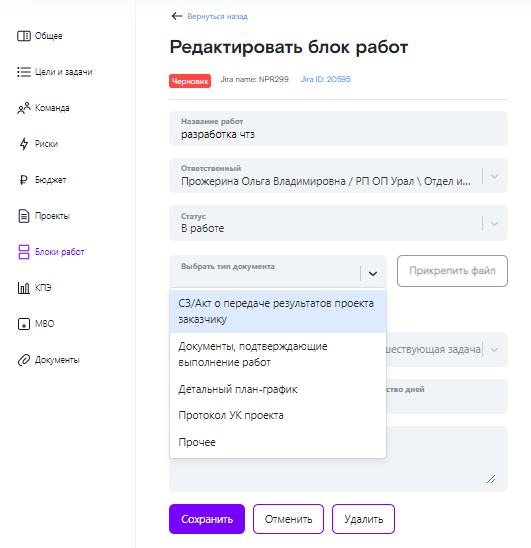 Вернуться назад
Редактировать блок работ
Черновик Jira name: NPR299 Jira ID: 20595
Общее
Цели и задачи
Команда
Риски
Бюджет
Проекты
Блоки работ
КПЭ
МВО
Документы
Название работ
разработка чтз
Ответственный
Прожерина Ольга Владимировна / РП ОП Урал \ Отдел и...
Статус
В работе
Выбрать тип документа
Прикрепить файл
СЗ/Акт о передаче результатов проекта
заказчику
Документы, подтверждающие
выполнение работ
Детальный план-график
Протокол УК проекта
Прочее
задача
дней
Сохранить Отменить Удалить